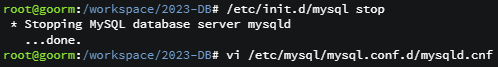 root@goorm:/workspace/2023-DB# /etc/init.d/mysql stop
 * Stopping MySQL database server mysqld
   ...done.
root@goorm:/workspace/2023-DB# vi /etc/mysql/mysql.conf.d/mysqld.cnf